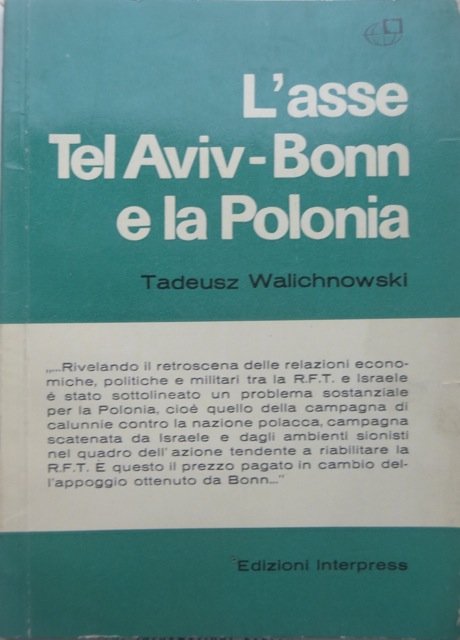 L'asse
Tel Aviv-Bonn
e la Polonia
Tadeusz Walichnowski
„...Rivelando il retroscena delle relazioni econo-
miche, politiche e militari tra la R.F.T. e Israele
é stato sottolineato un problema sostanziale
per la Polonia, cioè quello della campagna di
calunnie contro la nazione polacca, campagna
scatenata da Israele e dagli ambienti sionisti
nel quadro dell'azione tendente a riabilitare la
R.F.T. E questo il prezzo pagato in cambio del-
l'appoggio ottenuto da Bonn..."
Edizioni Interpress